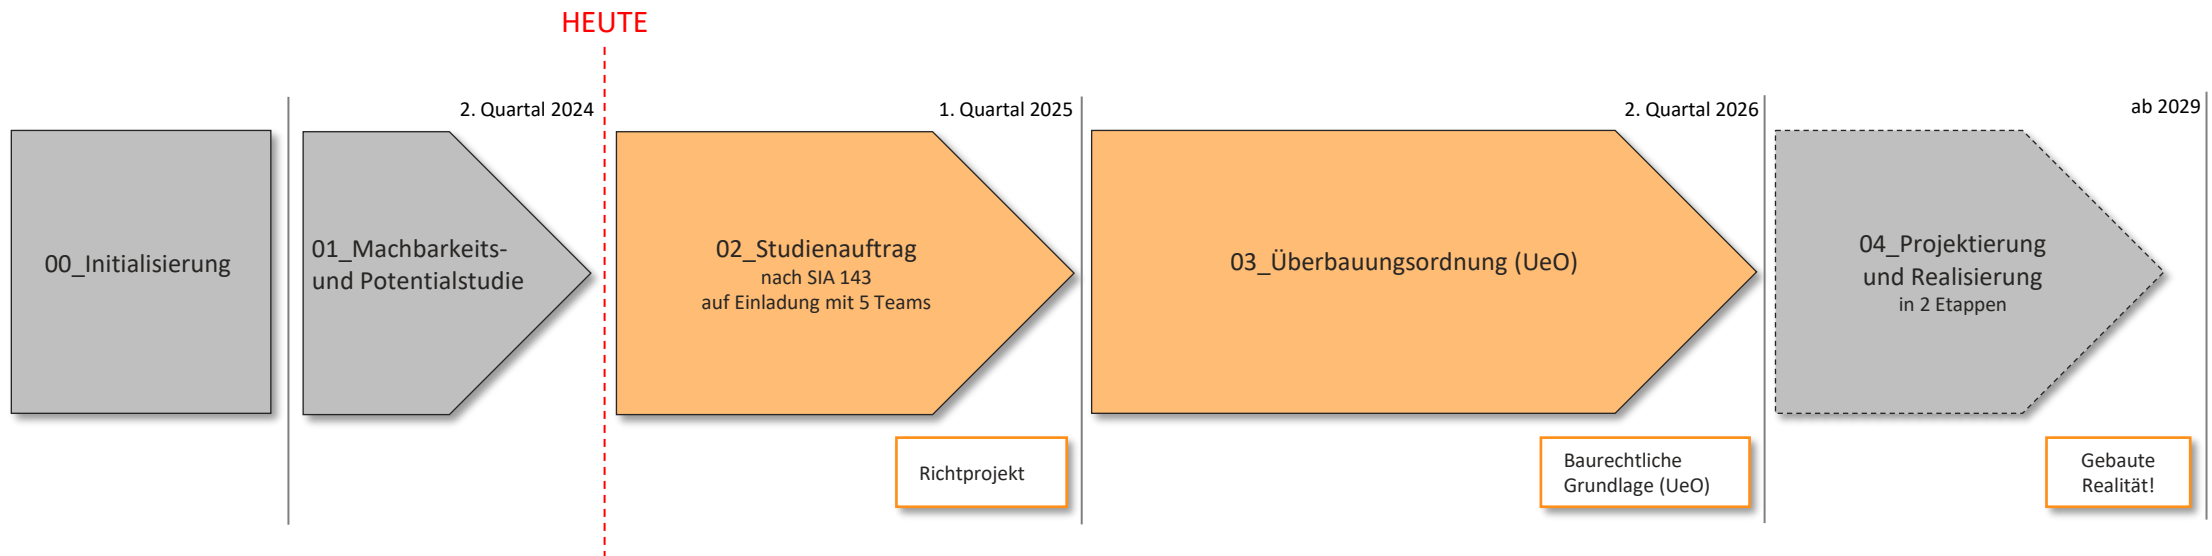 HEUTE
2. Quartal 2024
1. Quartal 2025
2. Quartal 2026
ab 2029
00_Initialisierung
01_Machbarkeits-
und Potentialstudie
02_Studienauftrag
nach SIA 143
auf Einladung mit 5 Teams
03_Überbauungsordnung (UeO)
04_Projektierung
und Realisierung
in 2 Etappen
Richtprojekt
Baurechtliche
Grundlage (UeO)
Gebaute
Realität!